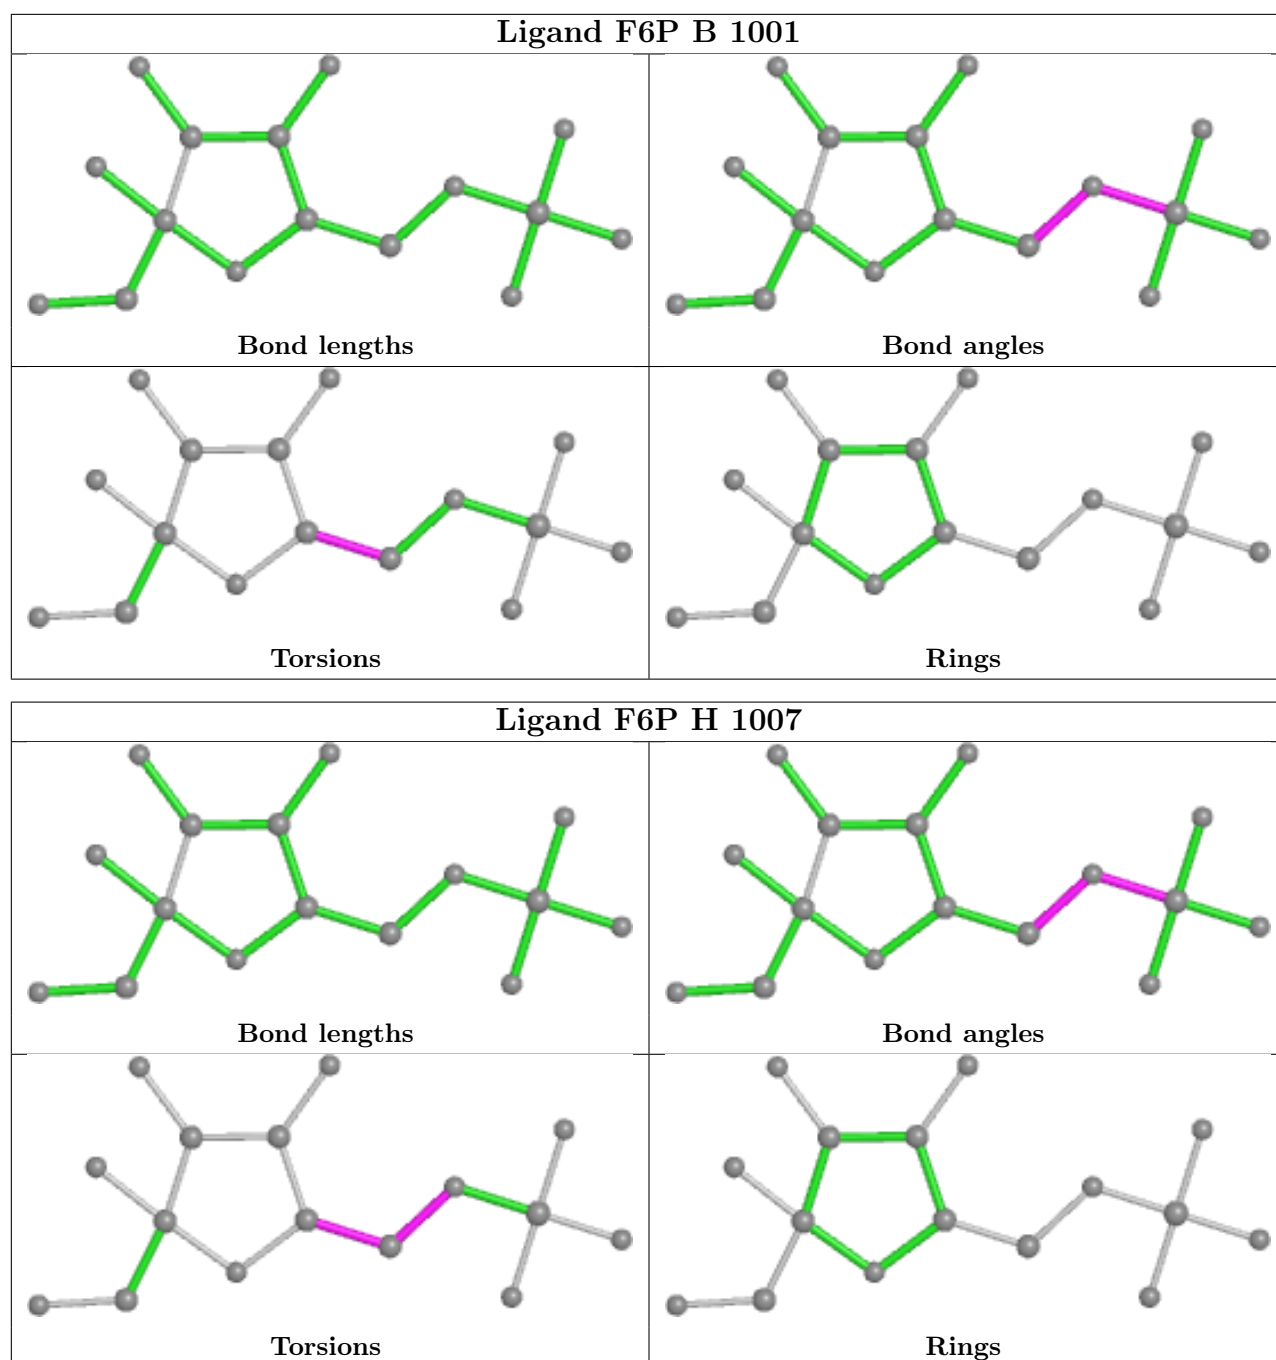 Ligand F6P B 1001
Bond lengths
Bond angles
Torsions
Rings
Ligand F6P H 1007
Bond lengths
Bond angles
Torsions
Rings